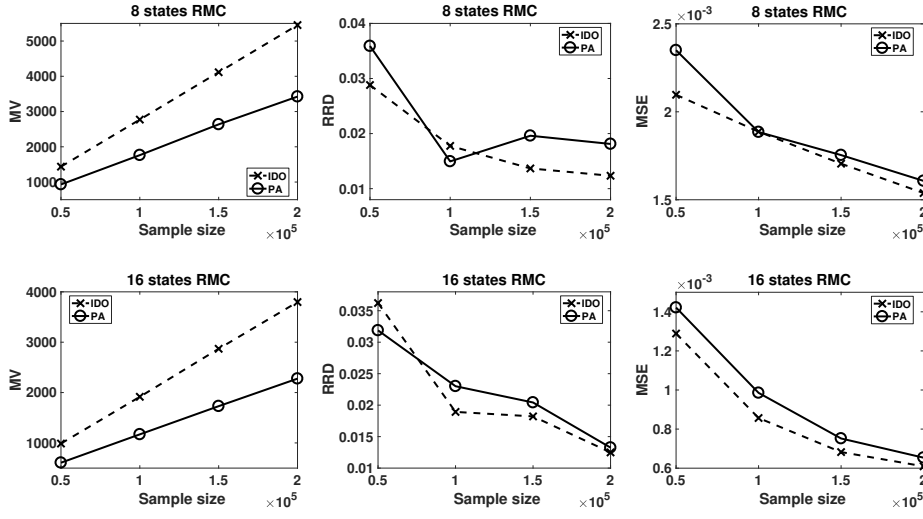 8 states RMC
MV
5000
4000
3000
2000
1000
IDO
PA
0.5 1 1.5 2
Sample size ×10^5
8 states RMC
RRD
0.04
0.03
0.02
0.01
IDO
PA
0.5 1 1.5 2
Sample size ×10^5
8 states RMC
×10^-3
MSE
2.5
2
1.5
IDO
PA
0.5 1 1.5 2
Sample size ×10^5
16 states RMC
MV
4000
3000
2000
1000
IDO
PA
0.5 1 1.5 2
Sample size ×10^5
16 states RMC
RRD
0.035
0.03
0.025
0.02
0.015
0.01
IDO
PA
0.5 1 1.5 2
Sample size ×10^5
16 states RMC
×10^-3
MSE
1.4
1.2
1
0.8
0.6
IDO
PA
0.5 1 1.5 2
Sample size ×10^5